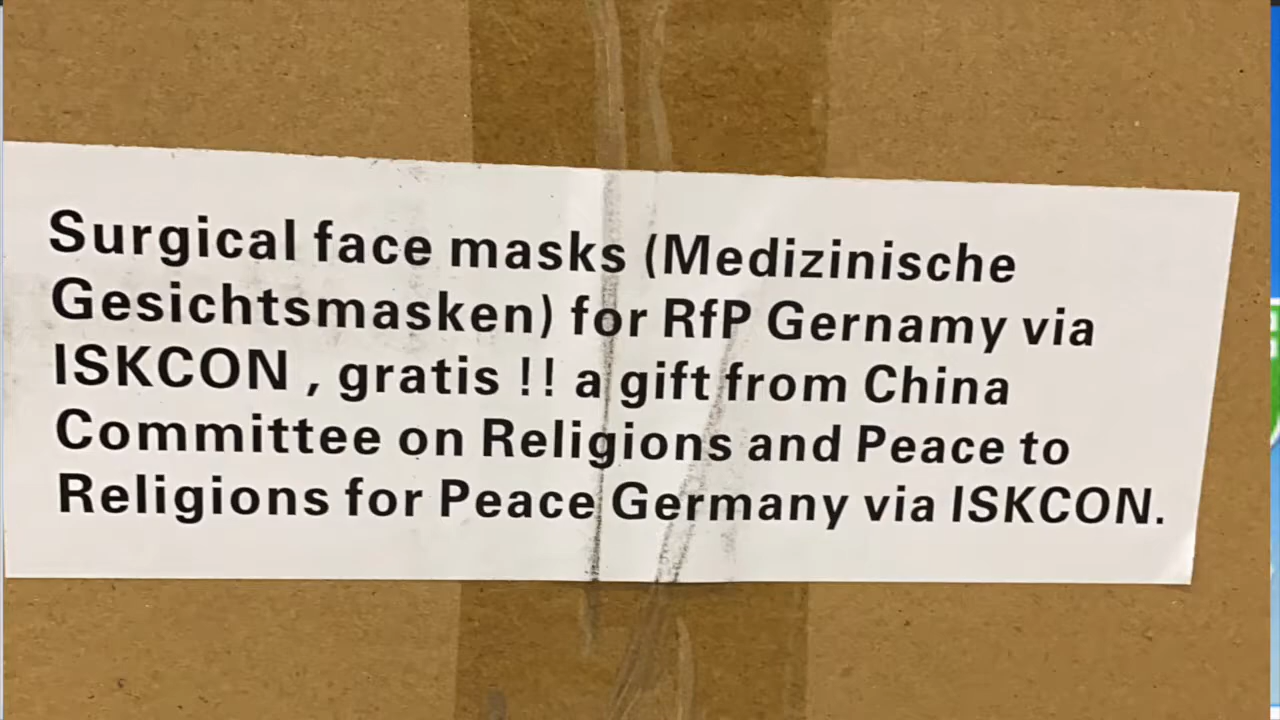 Surgical face masks (Medizinische
Gesichtsmasken) for RfP Gernamy via
ISKCON , gratis !! a gift from China
Committee on Religions and Peace to
Religions for Peace Germany via ISKCON.